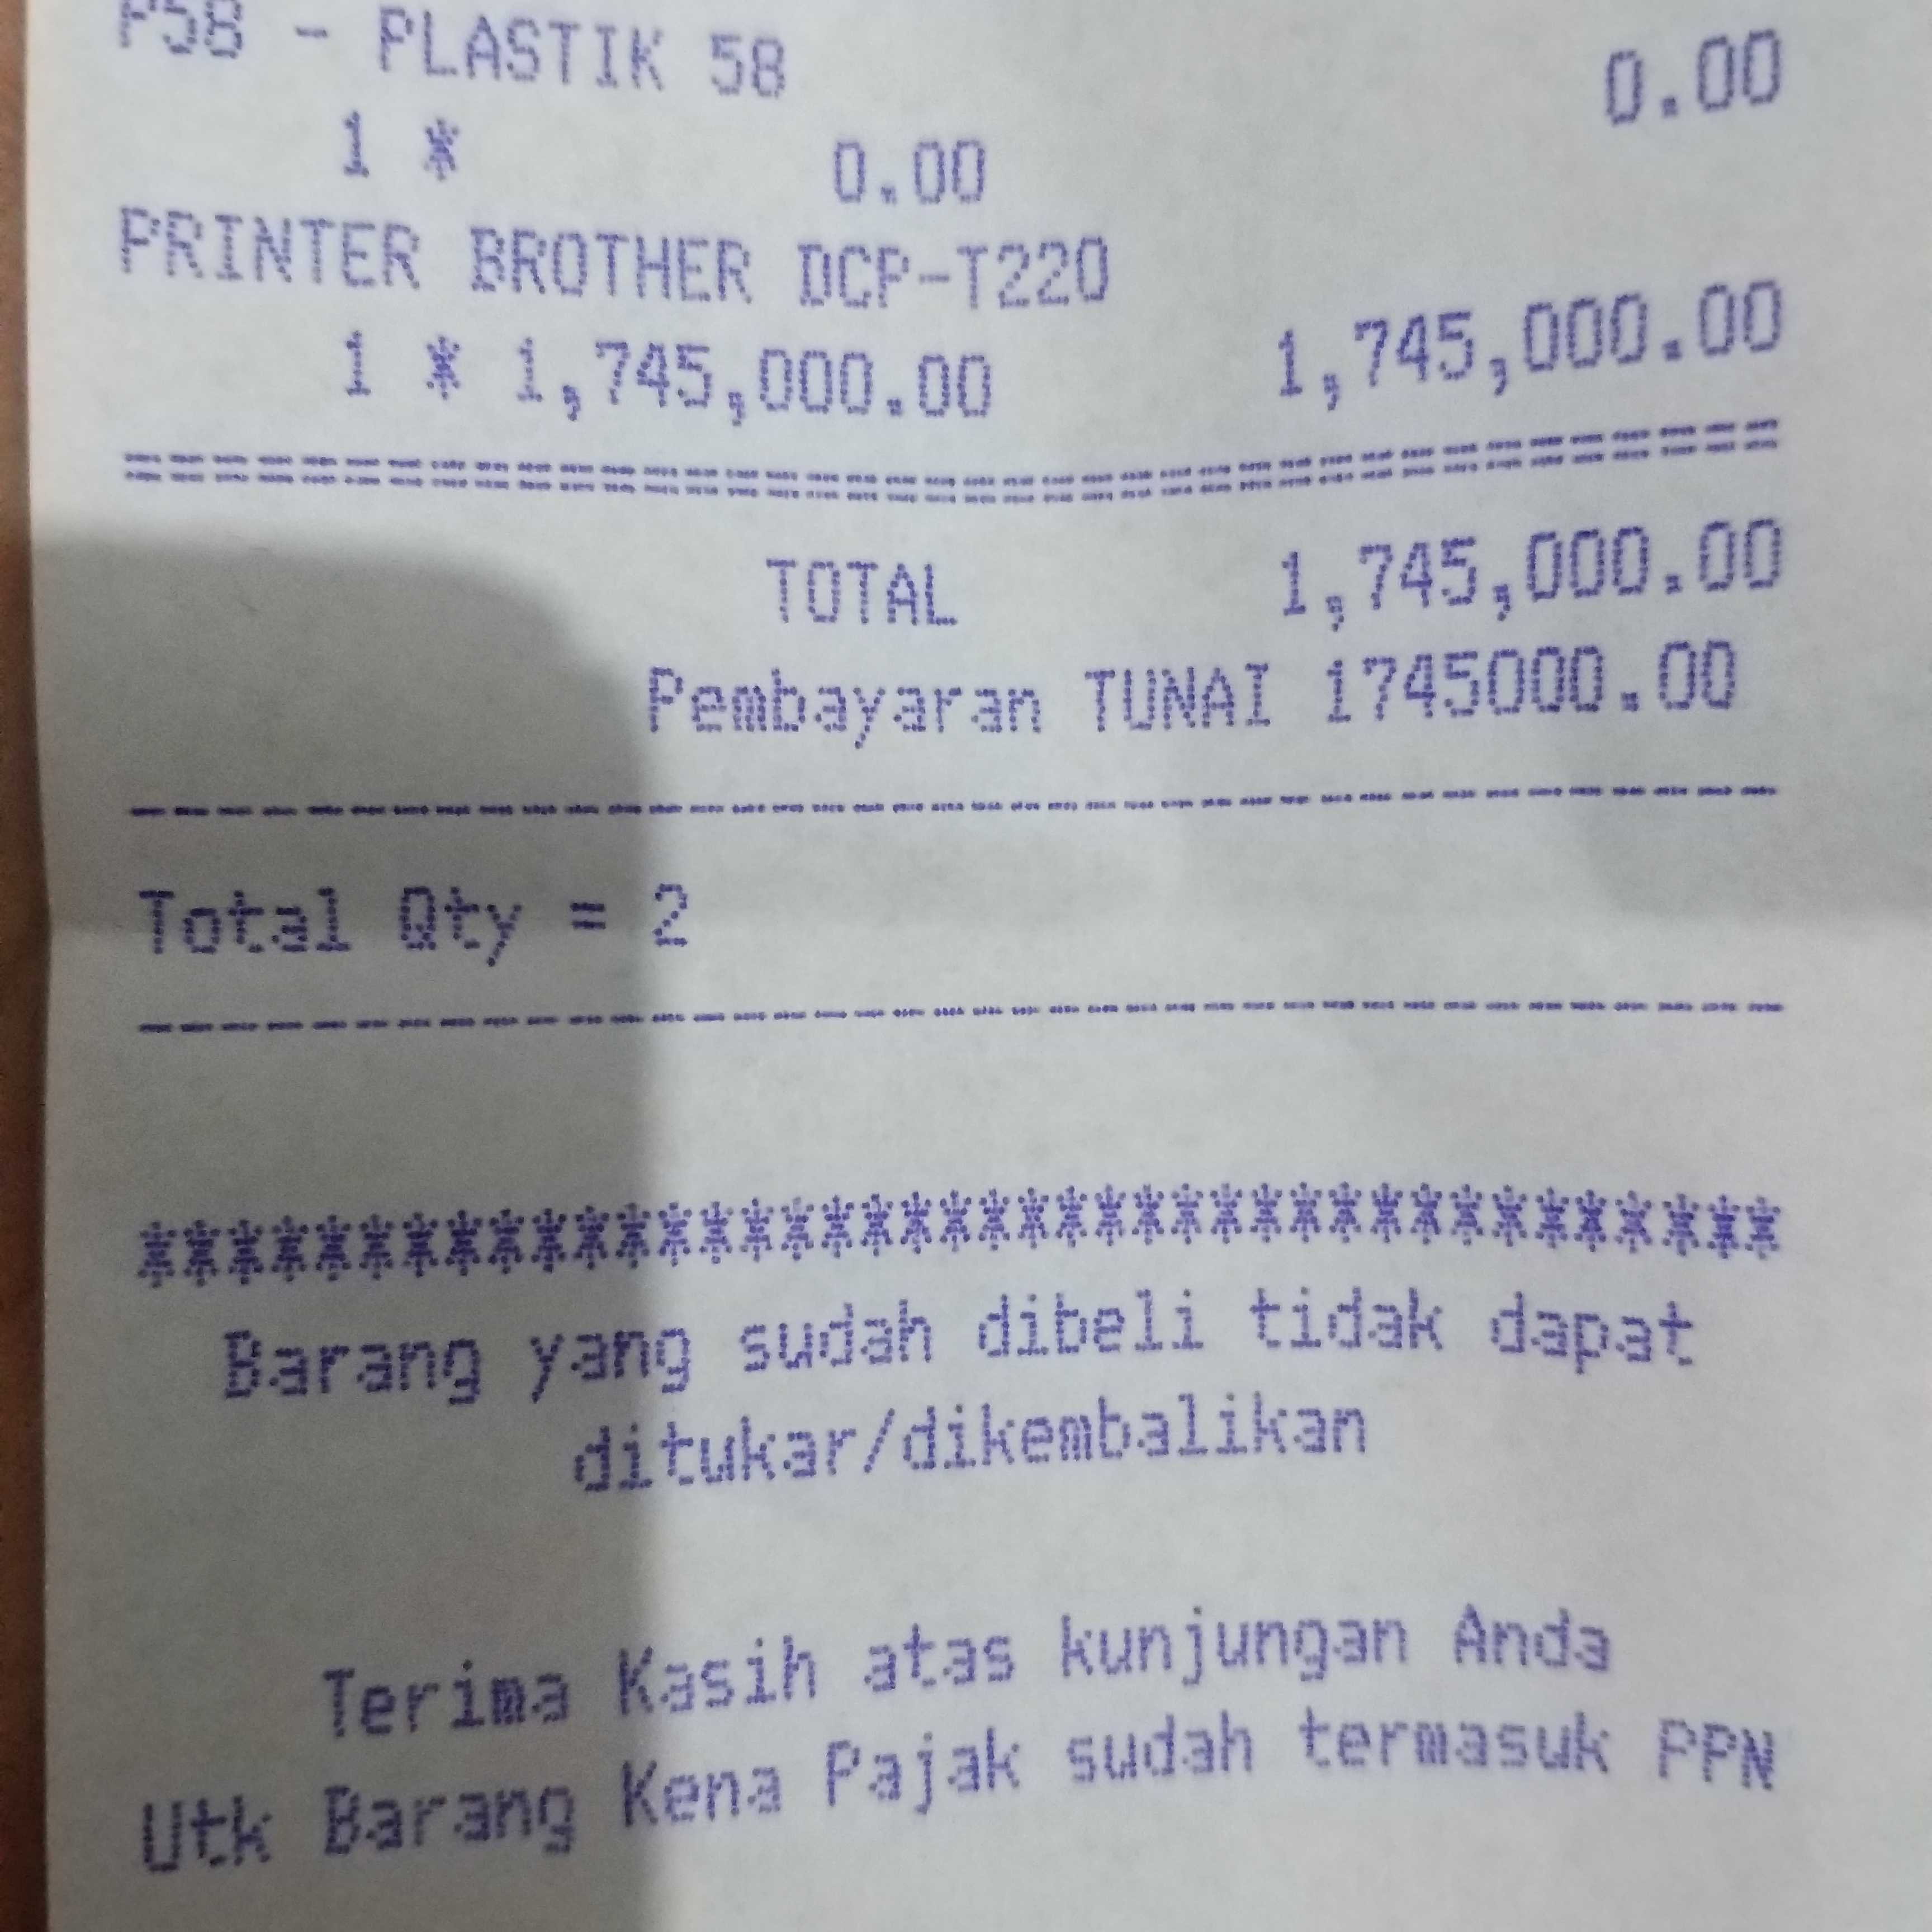 P58 - PLASTIK 58
1 * 0.00 0.00
PRINTER BROTHER DCP-T220
1 * 1,745,000.00 1,745,000.00
TOTAL 1,745,000.00
Pembayaran TUNAI 1745000.00
Total Qty = 2
***************************************
Barang yang sudah dibeli tidak dapat
ditukar/dikembalikan
Terima Kasih atas kunjungan Anda
Utk Barang Kena Pajak sudah termasuk PPN